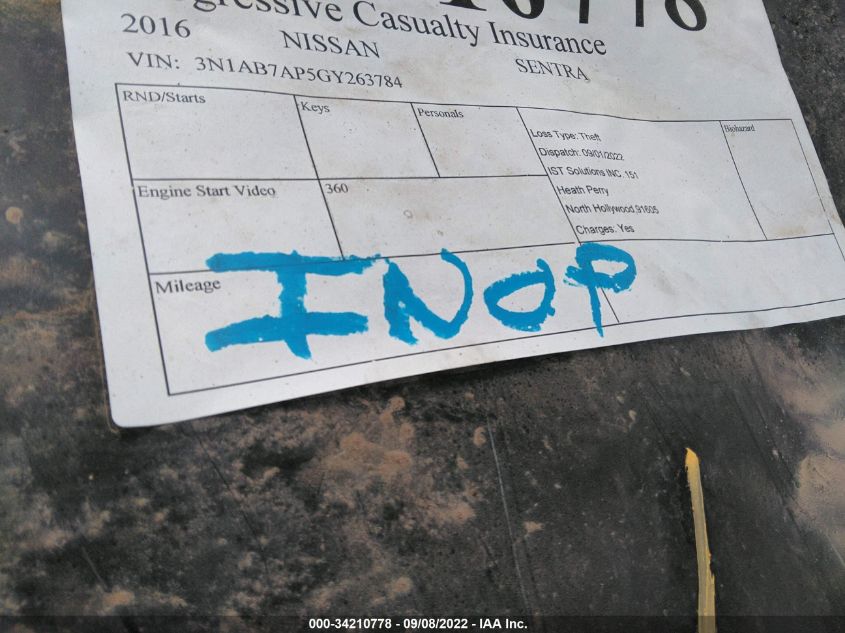 Casualty Insurance
2016 NISSAN SENTRA
VIN: 3N1AB7AP5GY263784
RND/Starts Keys Personals
Loss Type: Theft
Dispatch: 09/01/2022
IST Solutions INC. 151
Heath Perry
North Hollywood 91605
Charges: Yes
Biohazard
Engine Start Video 360
Mileage
INOP
000-34210778 - 09/08/2022 - IAA Inc.